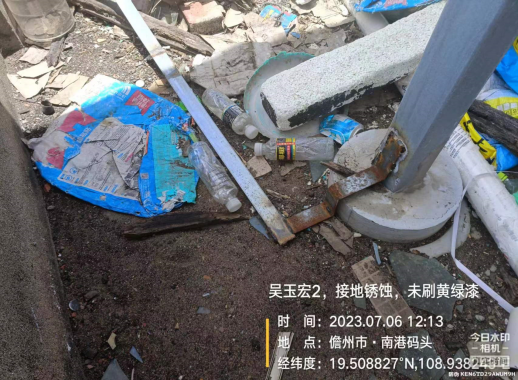 吴玉宏2，接地锈蚀，未刷黄绿漆
时　间：2023.07.06 12:13
地　点：儋州市·南港码头
经纬度：19.508827°N,108.938249°E
今日水印
相机